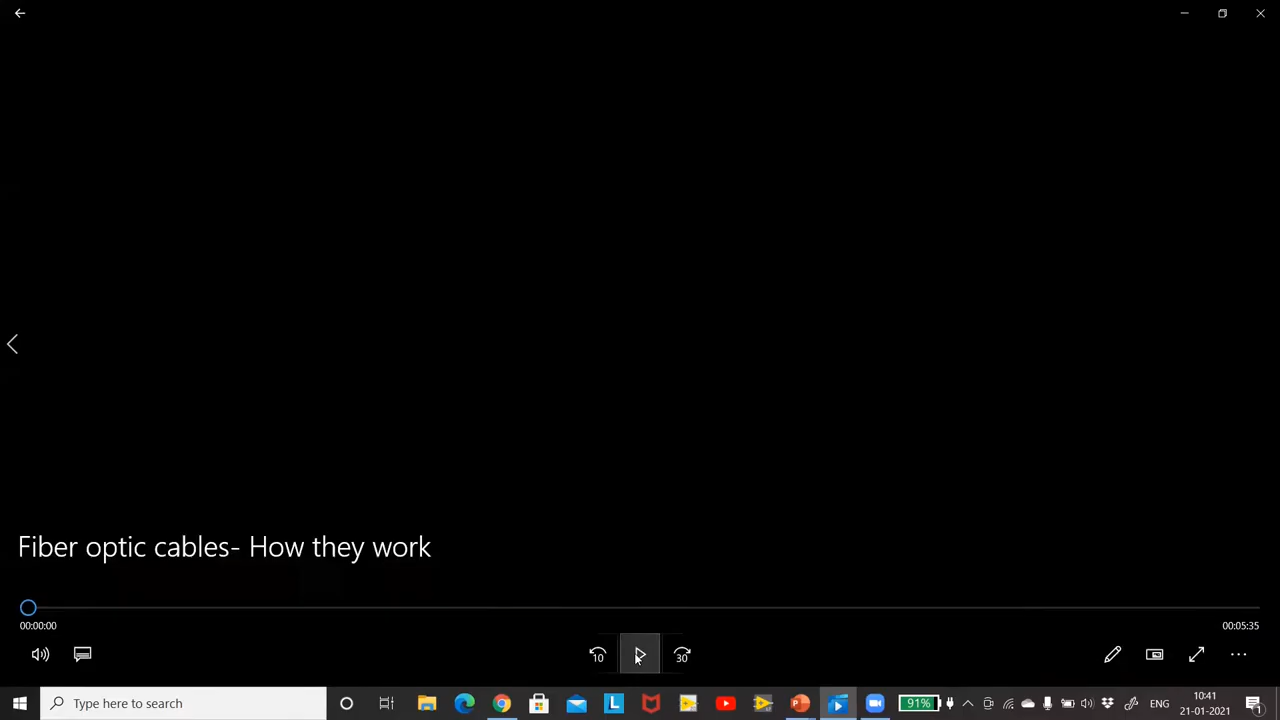 Fiber optic cables- How they work
00:00:00
00:05:35
10
30
Type here to search
L
P
91%
ENG
10:41
21-01-2021
1